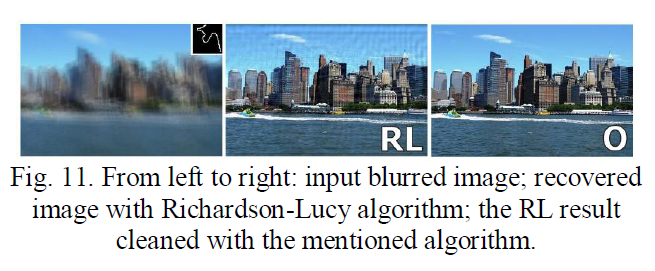 RL
O
Fig. 11. From left to right: input blurred image; recovered
image with Richardson-Lucy algorithm; the RL result
cleaned with the mentioned algorithm.